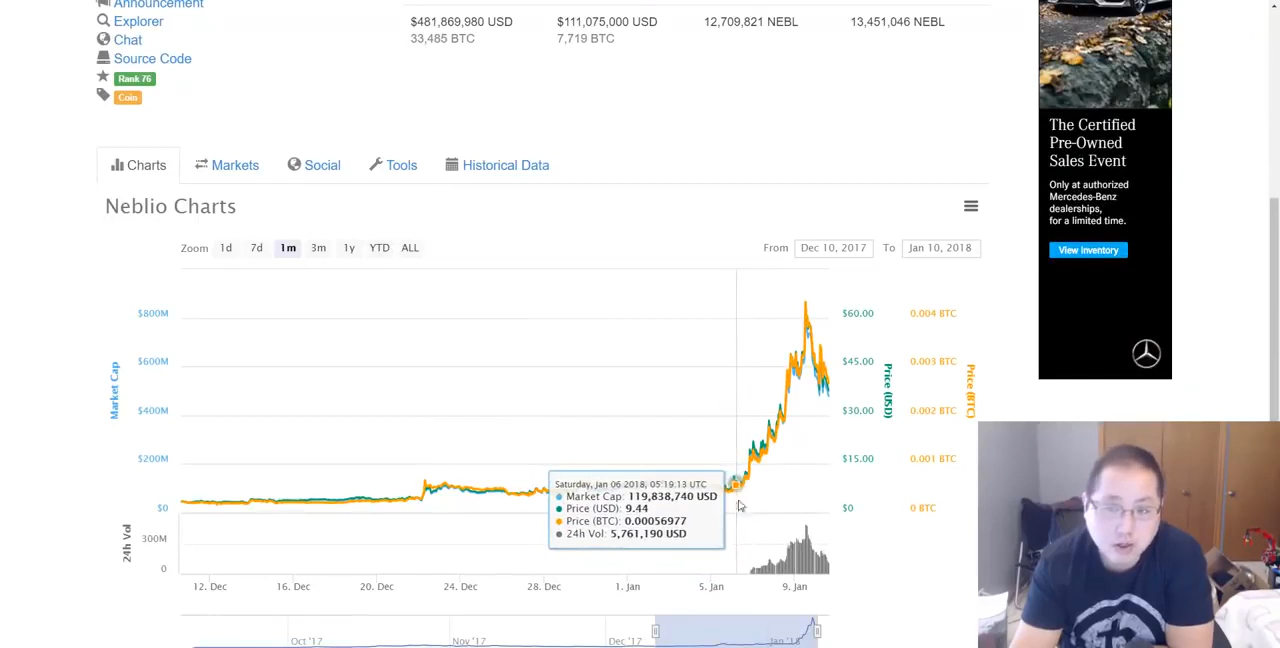 Announcement
Explorer
Chat
Source Code
Rank 76
Coin
$481,869,980 USD
33,485 BTC
$111,075,000 USD
7,719 BTC
12,709,821 NEBL
13,451,046 NEBL
Charts
Markets
Social
Tools
Historical Data
Neblio Charts
Zoom 1d 7d 1m 3m 1y YTD ALL
From Dec 10, 2017 To Jan 10, 2018
$800M
$600M
$400M
$200M
$0
Market Cap
$60.00
$45.00
$30.00
$15.00
$0
Price (USD)
0.004 BTC
0.003 BTC
0.002 BTC
0.001 BTC
0 BTC
Price (BTC)
Saturday, Jan 06 2018, 05:19:13 UTC
Market Cap: 119,838,740 USD
Price (USD): 9.44
Price (BTC): 0.00056977
24h Vol: 5,761,190 USD
24h Vol
300M
0
12. Dec
16. Dec
20. Dec
24. Dec
28. Dec
1. Jan
5. Jan
9. Jan
Oct '17
Nov '17
Dec '17
Jan '18
The Certified
Pre-Owned
Sales Event
Only at authorized
Mercedes-Benz
dealerships,
for a limited time.
View inventory